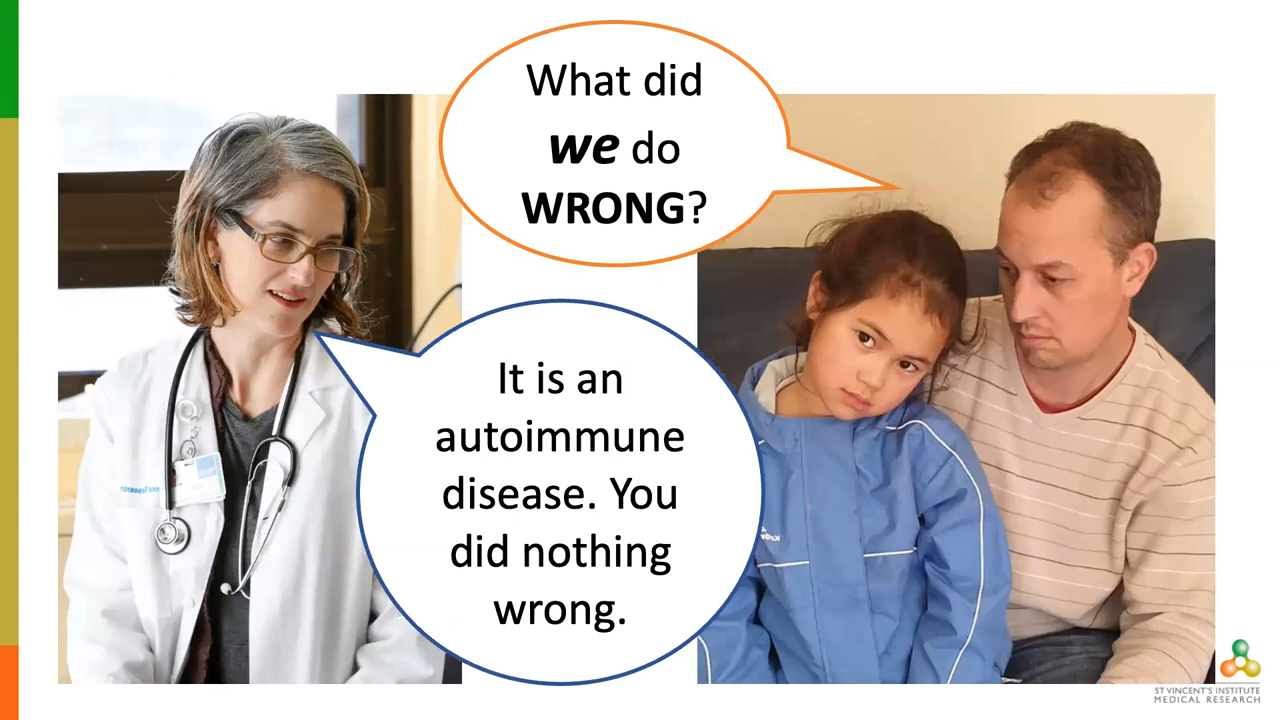 What did
we do
WRONG?
It is an
autoimmune
disease. You
did nothing
wrong.
ST VINCENT'S INSTITUTE
MEDICAL RESEARCH